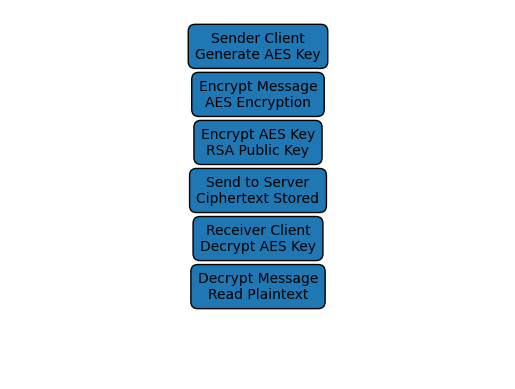 Sender Client
Generate AES Key
Encrypt Message
AES Encryption
Encrypt AES Key
RSA Public Key
Send to Server
Ciphertext Stored
Receiver Client
Decrypt AES Key
Decrypt Message
Read Plaintext